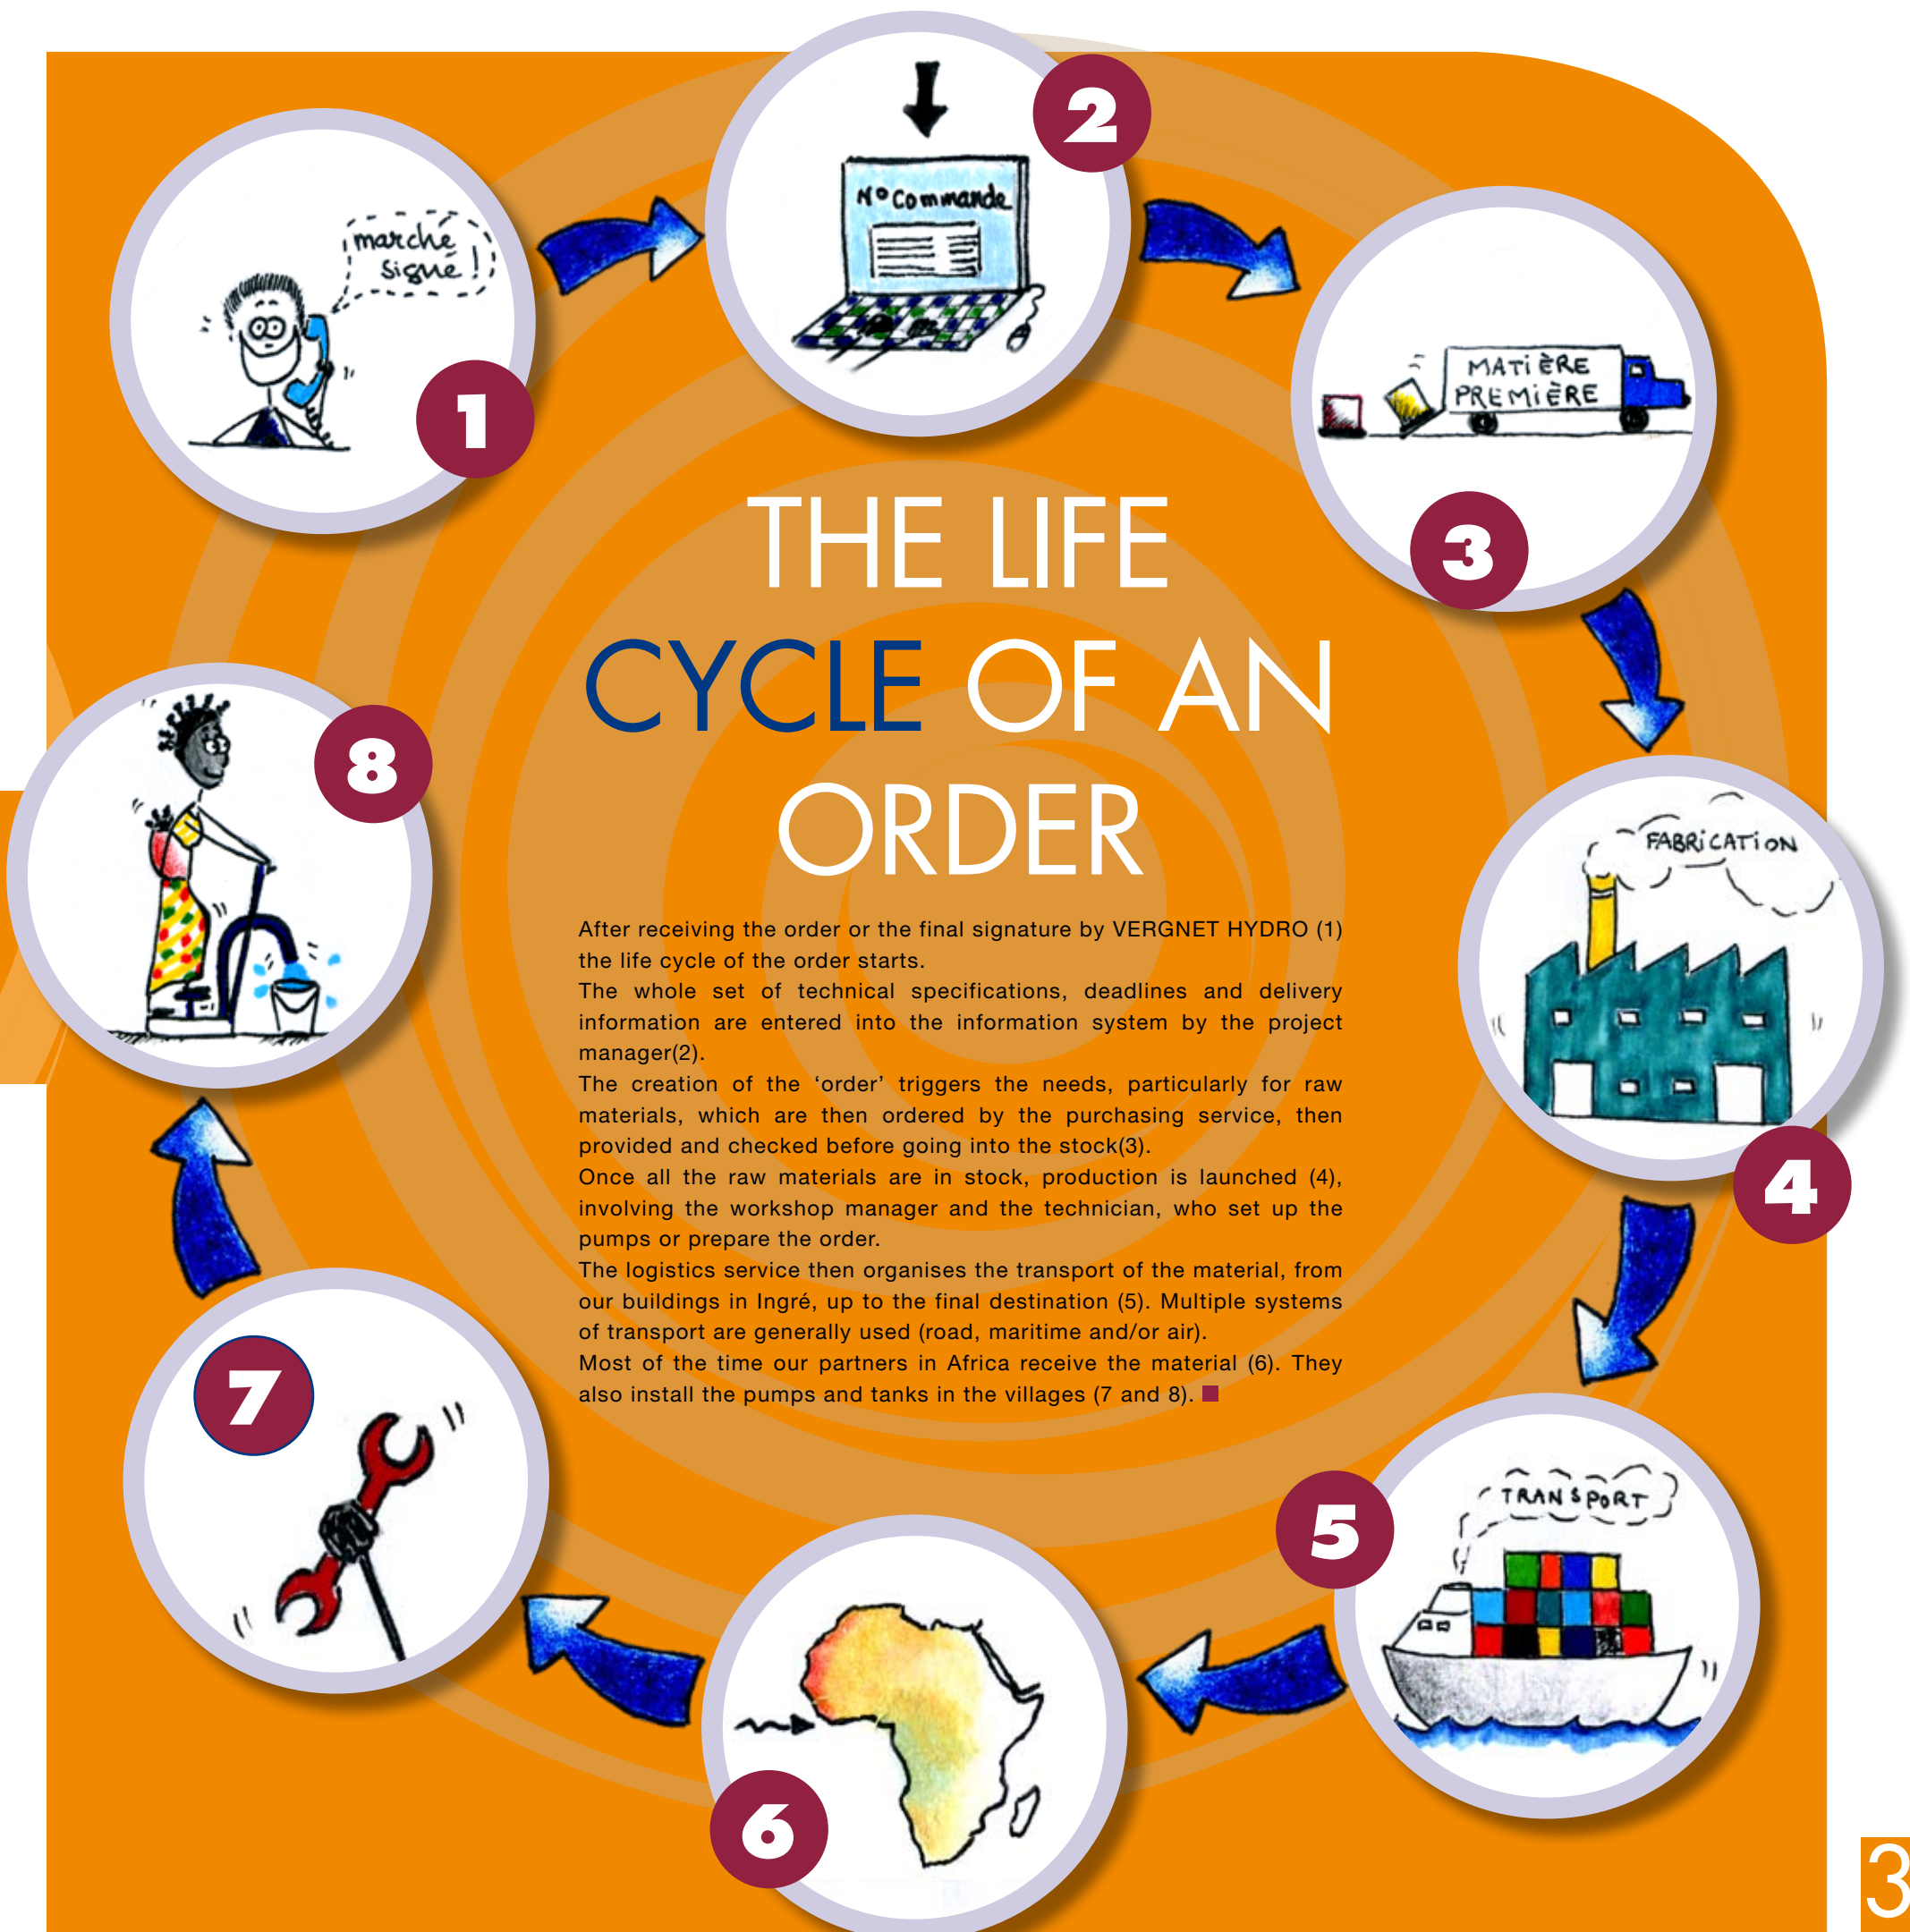 1
marché
signé !
2
N° Commande
3
MATIÈRE
PREMIÈRE
THE LIFE
CYCLE OF AN
ORDER
After receiving the order or the final signature by VERGNET HYDRO (1)
the life cycle of the order starts.
The whole set of technical specifications, deadlines and delivery
information are entered into the information system by the project
manager(2).
The creation of the ‘order’ triggers the needs, particularly for raw
materials, which are then ordered by the purchasing service, then
provided and checked before going into the stock(3).
Once all the raw materials are in stock, production is launched (4),
involving the workshop manager and the technician, who set up the
pumps or prepare the order.
The logistics service then organises the transport of the material, from
our buildings in Ingré, up to the final destination (5). Multiple systems
of transport are generally used (road, maritime and/or air).
Most of the time our partners in Africa receive the material (6). They
also install the pumps and tanks in the villages (7 and 8).
FABRICATION
4
5
TRANSPORT
6
7
8
3